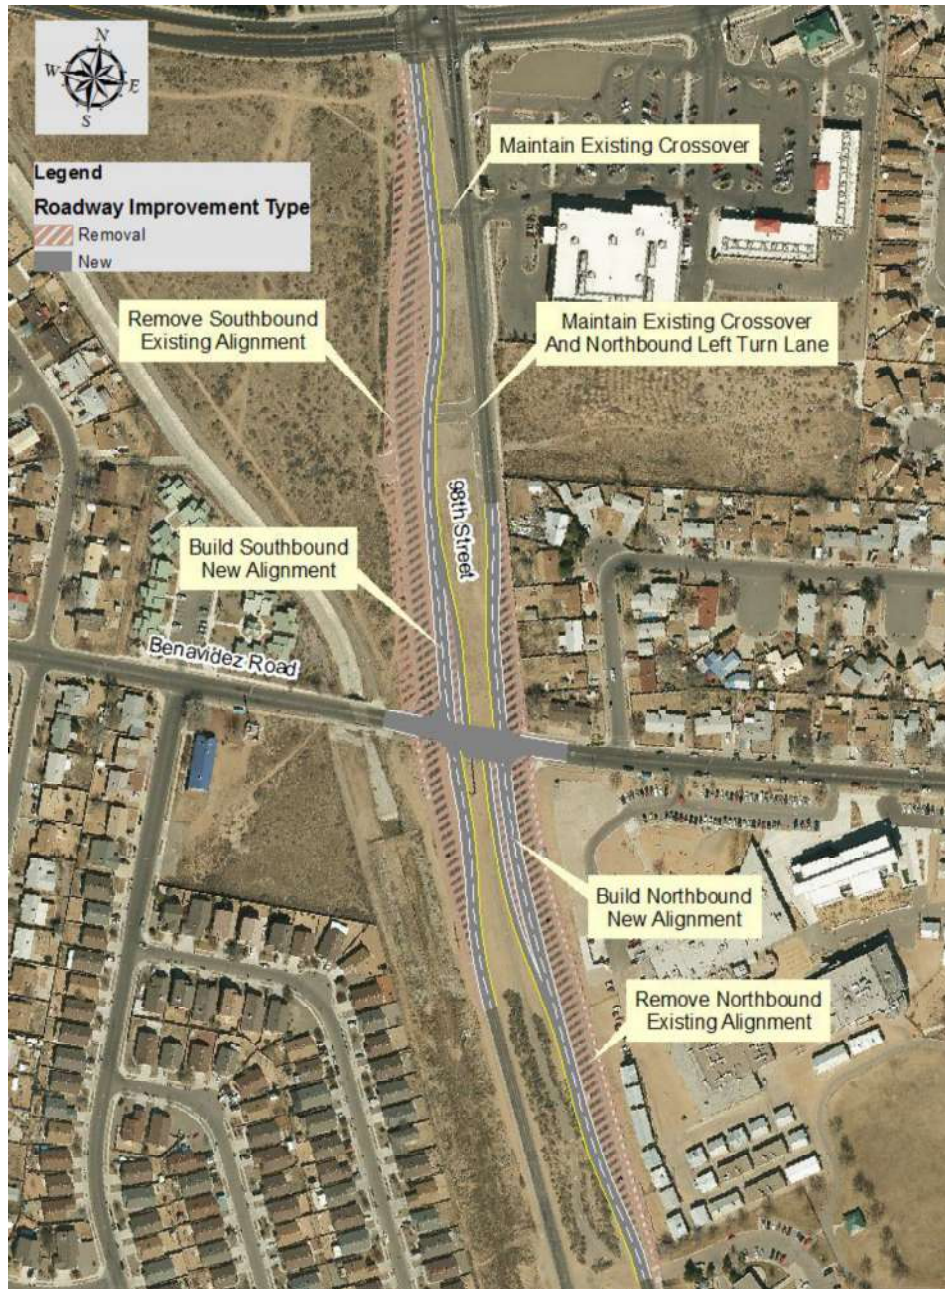 N
W
E
S
Legend
Roadway Improvement Type
Removal
New
Maintain Existing Crossover
Remove Southbound
Existing Alignment
Maintain Existing Crossover
And Northbound Left Turn Lane
98th Street
Build Southbound
New Alignment
Benavidez Road
Build Northbound
New Alignment
Remove Northbound
Existing Alignment